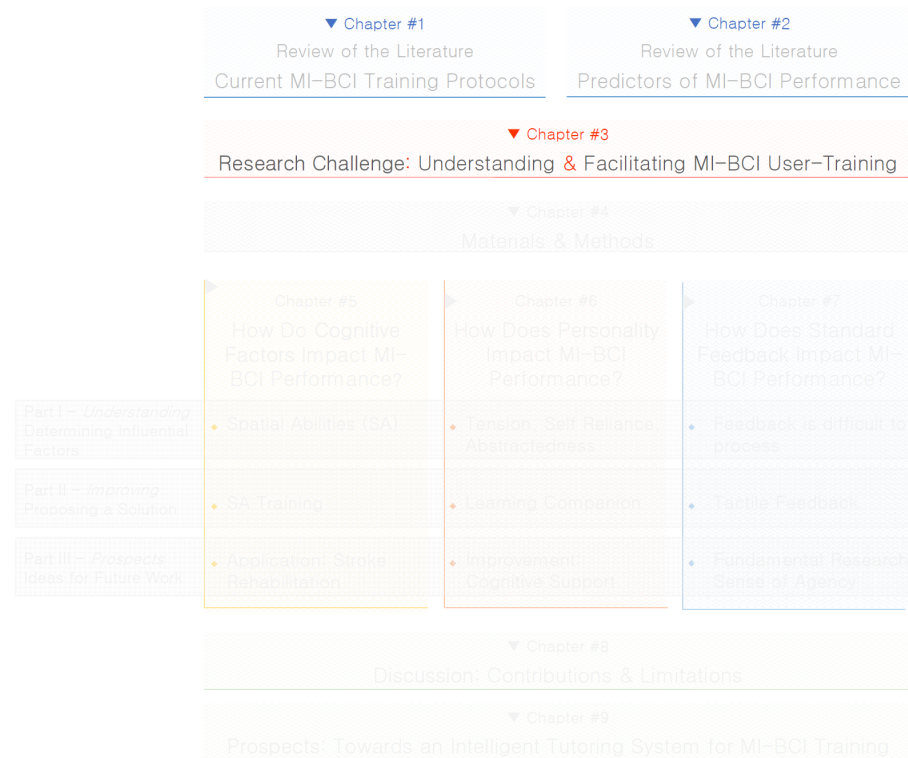 ▼ Chapter #1
Review of the Literature
Current MI-BCI Training Protocols
▼ Chapter #2
Review of the Literature
Predictors of MI-BCI Performance
▼ Chapter #3
Research Challenge: Understanding & Facilitating MI-BCI User-Training
▼ Chapter #4
Materials & Methods
Chapter #5
How Do Cognitive
Factors Impact MI-
BCI Performance?
Chapter #6
How Does Personality
Impact MI-BCI
Performance?
Chapter #7
How Does Standard
Feedback Impact MI-
BCI Performance?
Part I – Understanding
Determining Influential
Factors
Spatial Abilities (SA)
Tension, Self Reliance,
Abstractedness
Feedback is difficult to
process
Part II – Improving
Proposing a Solution
SA Training
Learning Companion
Tactile Feedback
Part III – Prospects
Ideas for Future Work
Application: Stroke
Rehabilitation
Improvement:
Cognitive Support
Fundamental Research:
Sense of Agency
▼ Chapter #8
Discussion: Contributions & Limitations
▼ Chapter #9
Prospects: Towards an Intelligent Tutoring System for MI-BCI Training